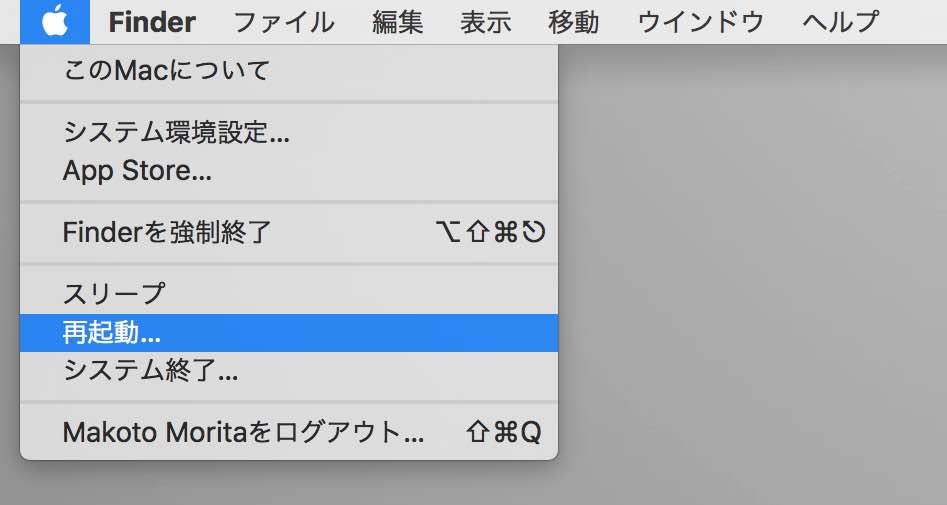 Finder ファイル 編集 表示 移動 ウインドウ ヘルプ
このMacについて
システム環境設定...
App Store...
Finderを強制終了 ⌥⇧⌘⎋
スリープ
再起動...
システム終了...
Makoto Moritaをログアウト... ⇧⌘Q